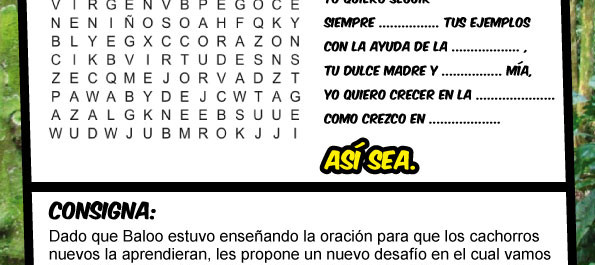 V I R G E N V B P E G O C E
N E N I Ñ O S O A H F Q K Y
B L Y E G X C C O R A Z O N
C I K B V I R T U D E S N S
Z E C Q M E J O R V A D Z T
P A W A B Y D E J C W T A G
A Z A L G K N E E B S U U E
W U D W J U B M R O K J J I
YO QUIERO SEGUIR
SIEMPRE ............... TUS EJEMPLOS
CON LA AYUDA DE LA ................. ,
TU DULCE MADRE Y ............... MÍA,
YO QUIERO CRECER EN LA ....................
COMO CREZCO EN ..................
ASÍ SEA.
CONSIGNA:
Dado que Baloo estuvo enseñando la oración para que los cachorros
nuevos la aprendieran, les propone un nuevo desafío en el cual vamos